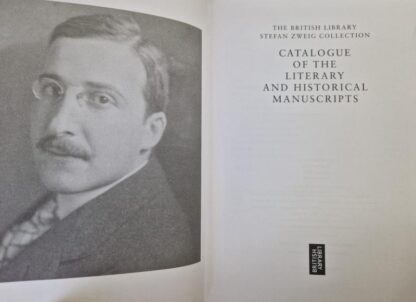 THE BRITISH LIBRARY
STEFAN ZWEIG COLLECTION
CATALOGUE
OF THE
LITERARY
AND HISTORICAL
MANUSCRIPTS
BRITISH
LIBRARY